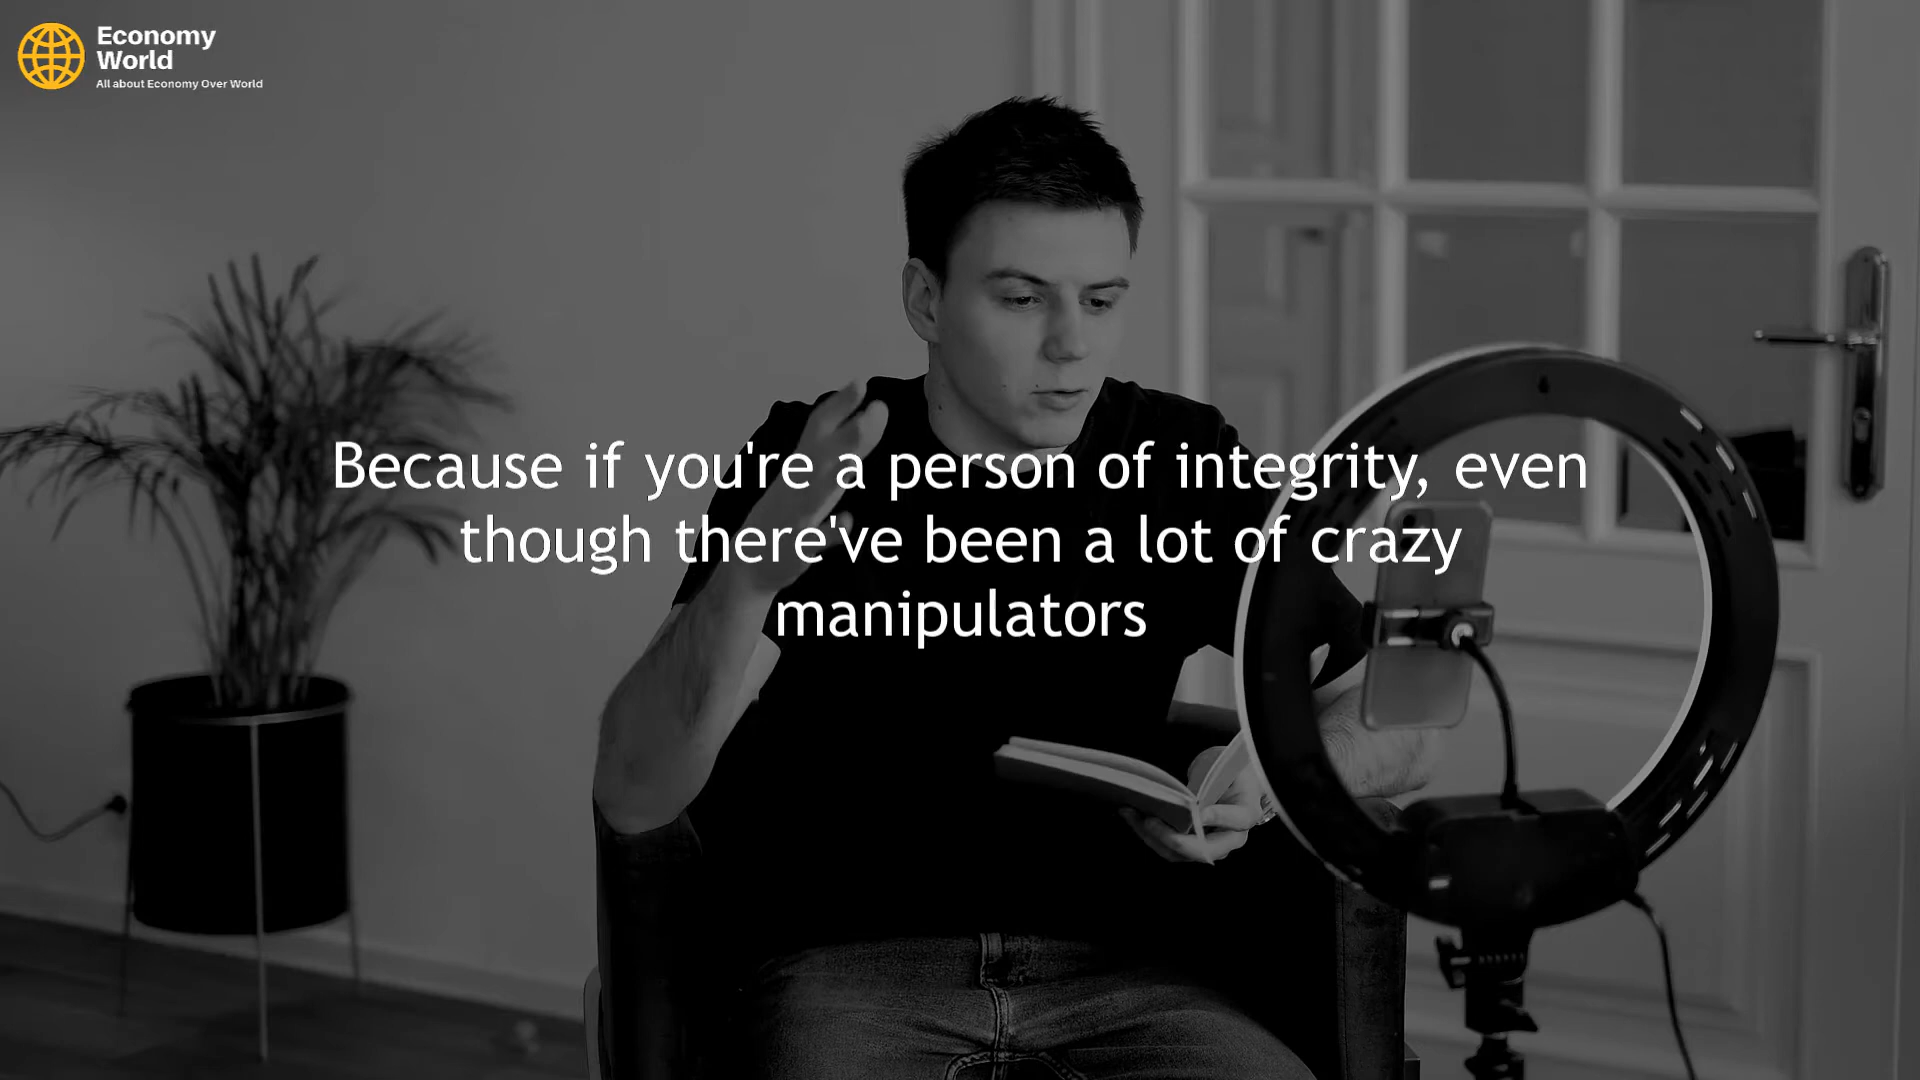 Economy
World
All about Economy Over World
Because if you're a person of integrity, even
though there've been a lot of crazy
manipulators